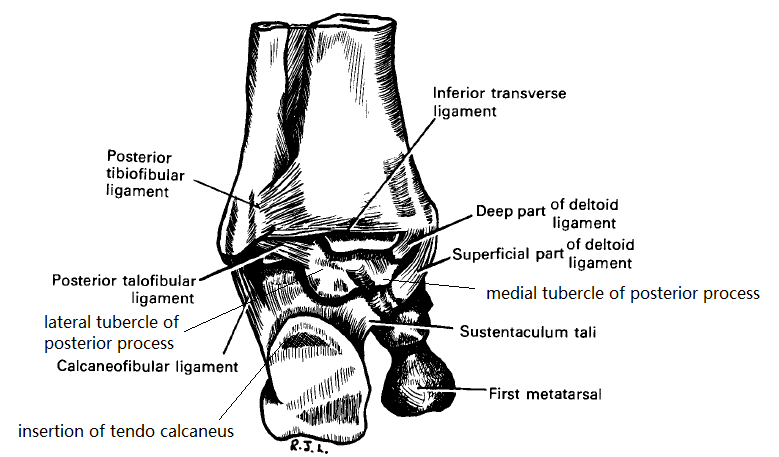 Inferior transverse
ligament
Posterior
tibiofibular
ligament
Deep part of deltoid
ligament
Superficial part of deltoid
ligament
Posterior talofibular
ligament
medial tubercle of posterior process
lateral tubercle of
posterior process
Sustentaculum tali
Calcaneofibular ligament
First metatarsal
insertion of tendo calcaneus
R.J.L.